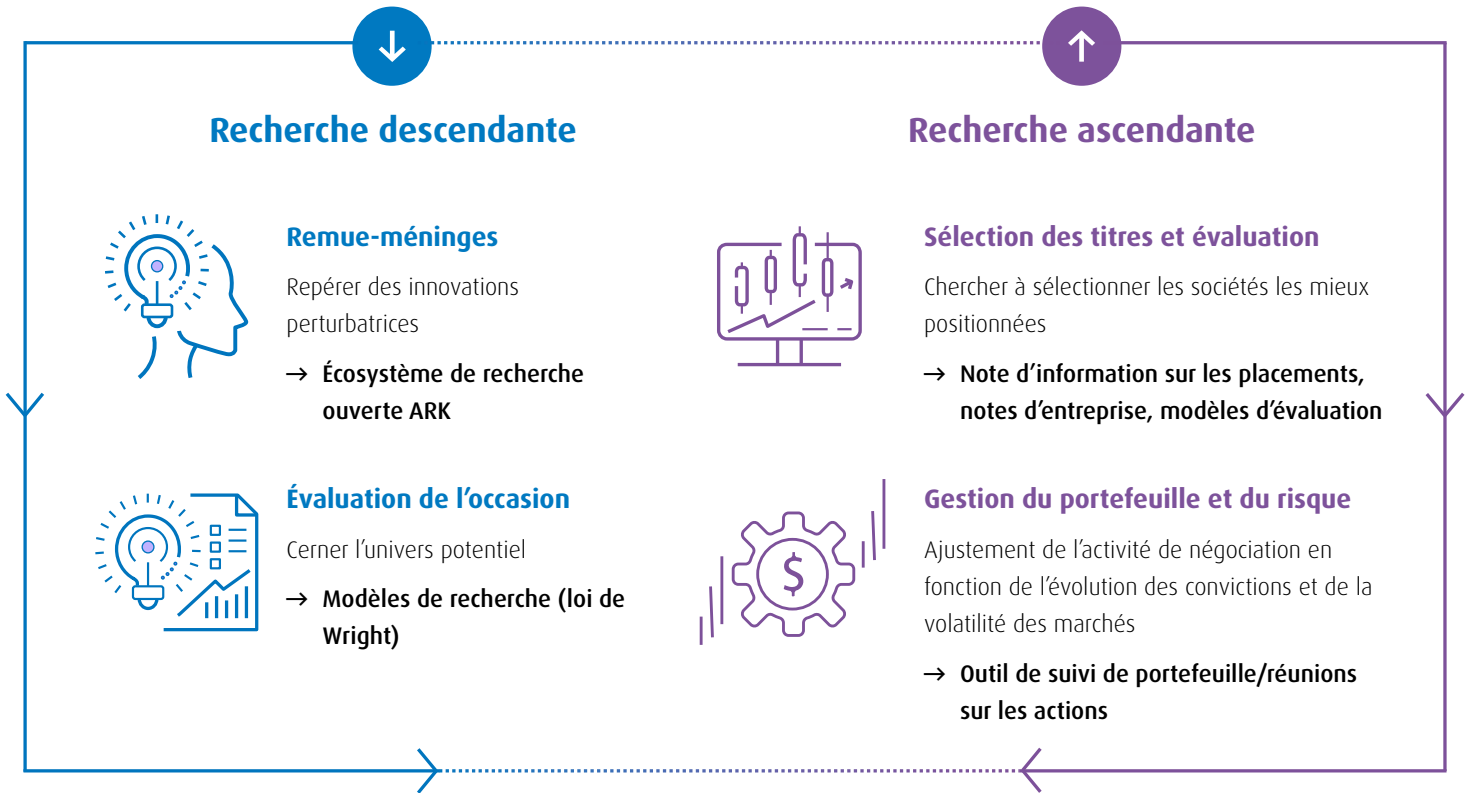 Recherche descendante
Remue-méninges
Repérer des innovations
perturbatrices
→ Écosystème de recherche
ouverte ARK
Évaluation de l’occasion
Cerner l’univers potentiel
→ Modèles de recherche (loi de
Wright)
Recherche ascendante
Sélection des titres et évaluation
Chercher à sélectionner les sociétés les mieux
positionnées
→ Note d’information sur les placements,
notes d’entreprise, modèles d’évaluation
Gestion du portefeuille et du risque
$
Ajustement de l’activité de négociation en
fonction de l’évolution des convictions et de la
volatilité des marchés
→ Outil de suivi de portefeuille/réunions
sur les actions